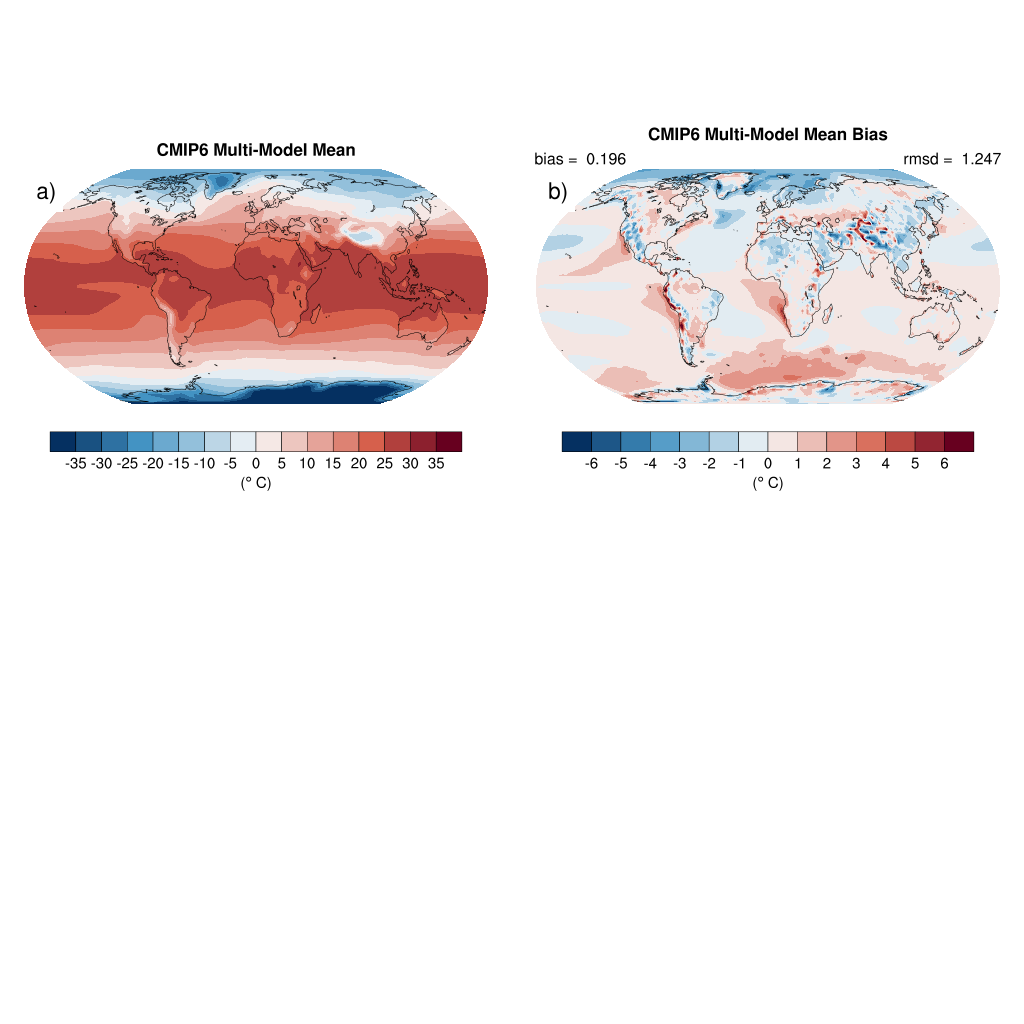 CMIP6 Multi-Model Mean
a)
-35 -30 -25 -20 -15 -10 -5 0 5 10 15 20 25 30 35
(° C)
CMIP6 Multi-Model Mean Bias
bias = 0.196 rmsd = 1.247
b)
-6 -5 -4 -3 -2 -1 0 1 2 3 4 5 6
(° C)